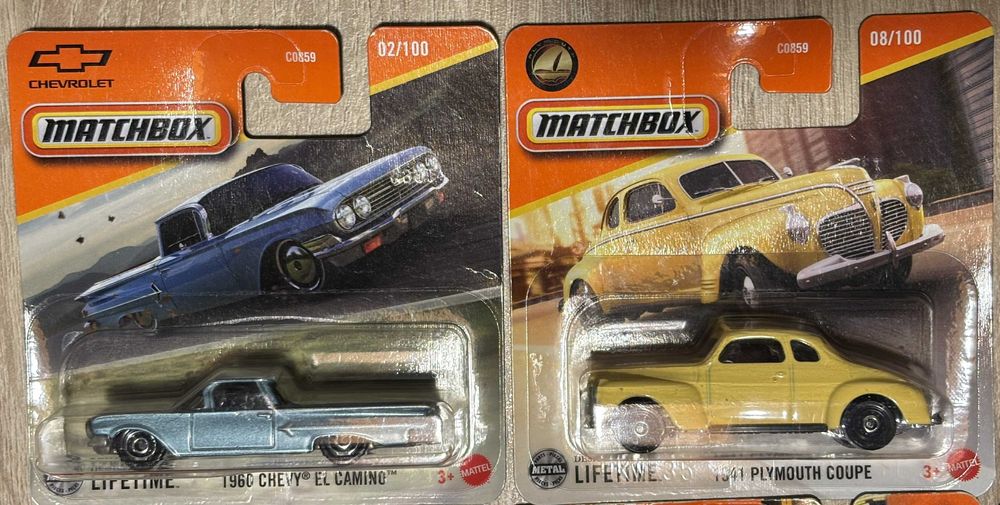 CHEVROLET
C0859
02/100
MATCHBOX
LIFETIME.
1960 CHEVY® EL CAMINO™
3+
MATTEL
C0859
08/100
MATCHBOX
METAL
LIFETIME.
1941 PLYMOUTH COUPE
3+
MATTEL